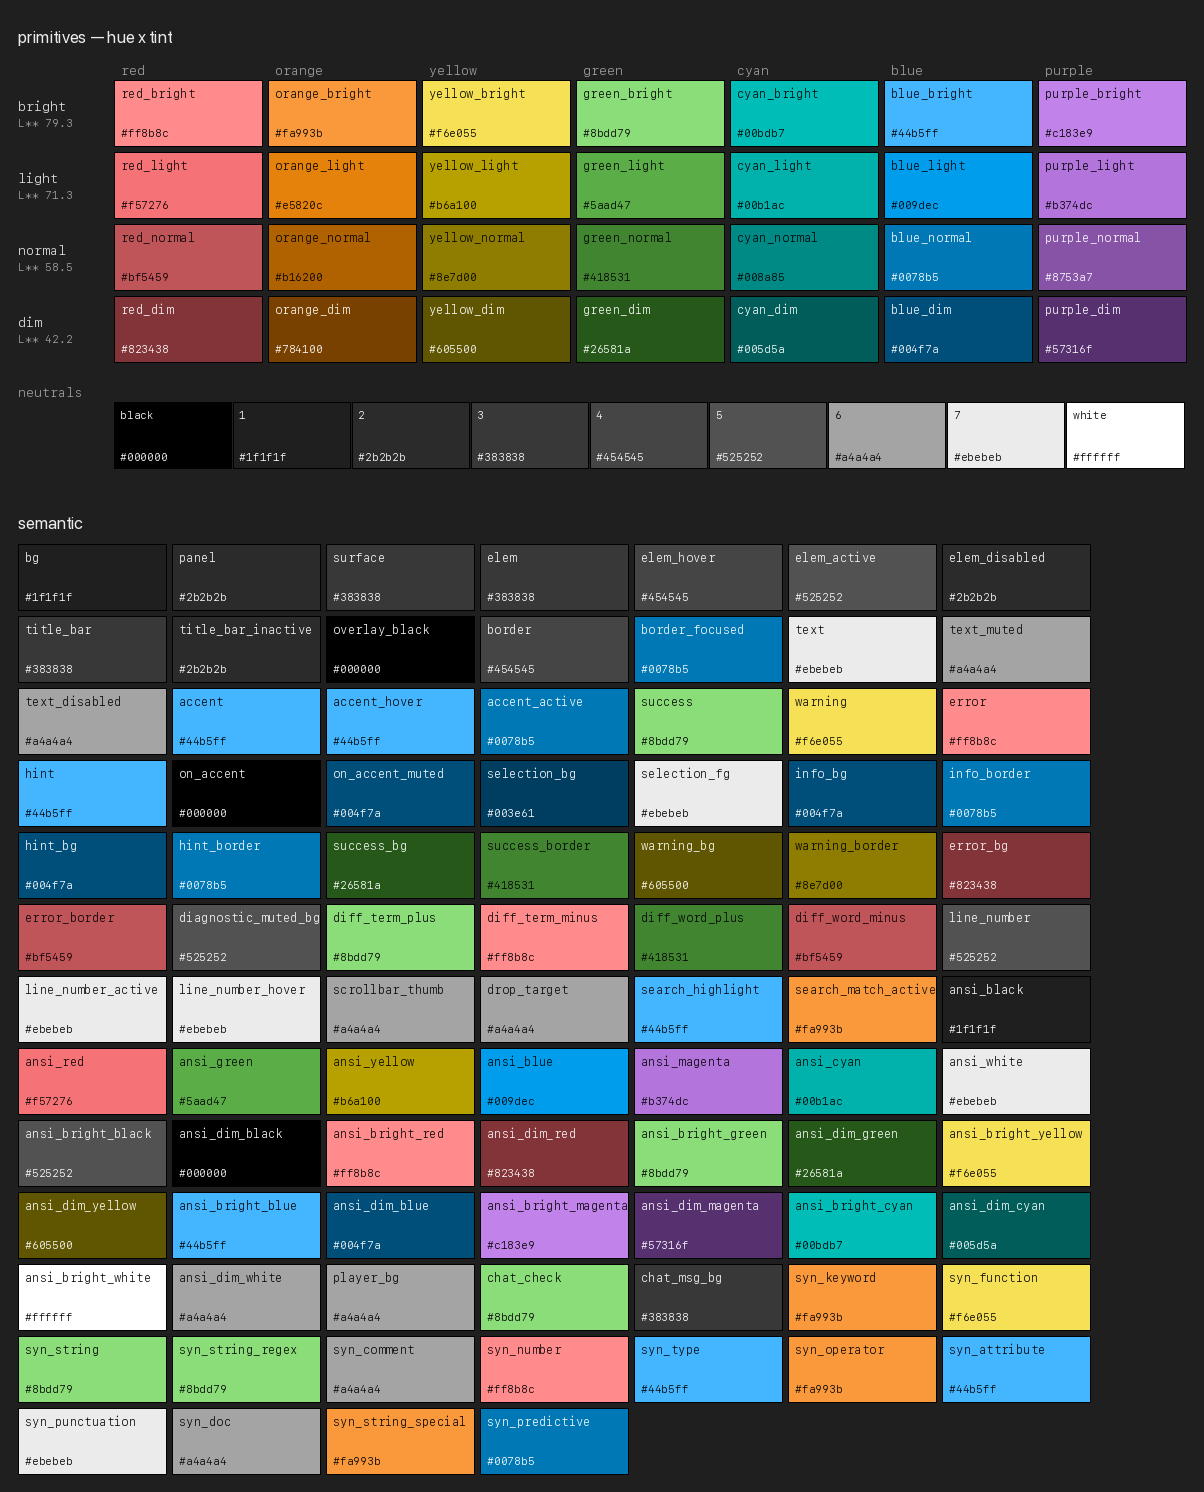 primitives — hue x tint
red orange yellow green cyan blue purple
bright
L** 79.3
red_bright orange_bright yellow_bright green_bright cyan_bright blue_bright purple_bright
#ff8b8c #fa993b #f6e055 #8bdd79 #00bdb7 #44b5ff #c183e9
light
L** 71.3
red_light orange_light yellow_light green_light cyan_light blue_light purple_light
#f57276 #e5820c #b6a100 #5aad47 #00b1ac #009dec #b374dc
normal
L** 58.5
red_normal orange_normal yellow_normal green_normal cyan_normal blue_normal purple_normal
#bf5459 #b16200 #8e7d00 #418531 #008a85 #0078b5 #8753a7
dim
L** 42.2
red_dim orange_dim yellow_dim green_dim cyan_dim blue_dim purple_dim
#823438 #784100 #605500 #26581a #005d5a #004f7a #57316f
neutrals
black 1 2 3 4 5 6 7 white
#000000 #1f1f1f #2b2b2b #383838 #454545 #525252 #a4a4a4 #ebebeb #ffffff
semantic
bg panel surface elem elem_hover elem_active elem_disabled
#1f1f1f #2b2b2b #383838 #383838 #454545 #525252 #2b2b2b
title_bar title_bar_inactive overlay_black border border_focused text text_muted
#383838 #2b2b2b #000000 #454545 #0078b5 #ebebeb #a4a4a4
text_disabled accent accent_hover accent_active success warning error
#a4a4a4 #44b5ff #44b5ff #0078b5 #8bdd79 #f6e055 #ff8b8c
hint on_accent on_accent_muted selection_bg selection_fg info_bg info_border
#44b5ff #000000 #004f7a #003e61 #ebebeb #004f7a #0078b5
hint_bg hint_border success_bg success_border warning_bg warning_border error_bg
#004f7a #0078b5 #26581a #418531 #605500 #8e7d00 #823438
error_border diagnostic_muted_bg diff_term_plus diff_term_minus diff_word_plus diff_word_minus line_number
#bf5459 #525252 #8bdd79 #ff8b8c #418531 #bf5459 #525252
line_number_active line_number_hover scrollbar_thumb drop_target search_highlight search_match_active ansi_black
#ebebeb #ebebeb #a4a4a4 #a4a4a4 #44b5ff #fa993b #1f1f1f
ansi_red ansi_green ansi_yellow ansi_blue ansi_magenta ansi_cyan ansi_white
#f57276 #5aad47 #b6a100 #009dec #b374dc #00b1ac #ebebeb
ansi_bright_black ansi_dim_black ansi_bright_red ansi_dim_red ansi_bright_green ansi_dim_green ansi_bright_yellow
#525252 #000000 #ff8b8c #823438 #8bdd79 #26581a #f6e055
ansi_dim_yellow ansi_bright_blue ansi_dim_blue ansi_bright_magenta ansi_dim_magenta ansi_bright_cyan ansi_dim_cyan
#605500 #44b5ff #004f7a #c183e9 #57316f #00bdb7 #005d5a
ansi_bright_white ansi_dim_white player_bg chat_check chat_msg_bg syn_keyword syn_function
#ffffff #a4a4a4 #a4a4a4 #8bdd79 #383838 #fa993b #f6e055
syn_string syn_string_regex syn_comment syn_number syn_type syn_operator syn_attribute
#8bdd79 #8bdd79 #a4a4a4 #ff8b8c #44b5ff #fa993b #44b5ff
syn_punctuation syn_doc syn_string_special syn_predictive
#ebebeb #a4a4a4 #fa993b #0078b5